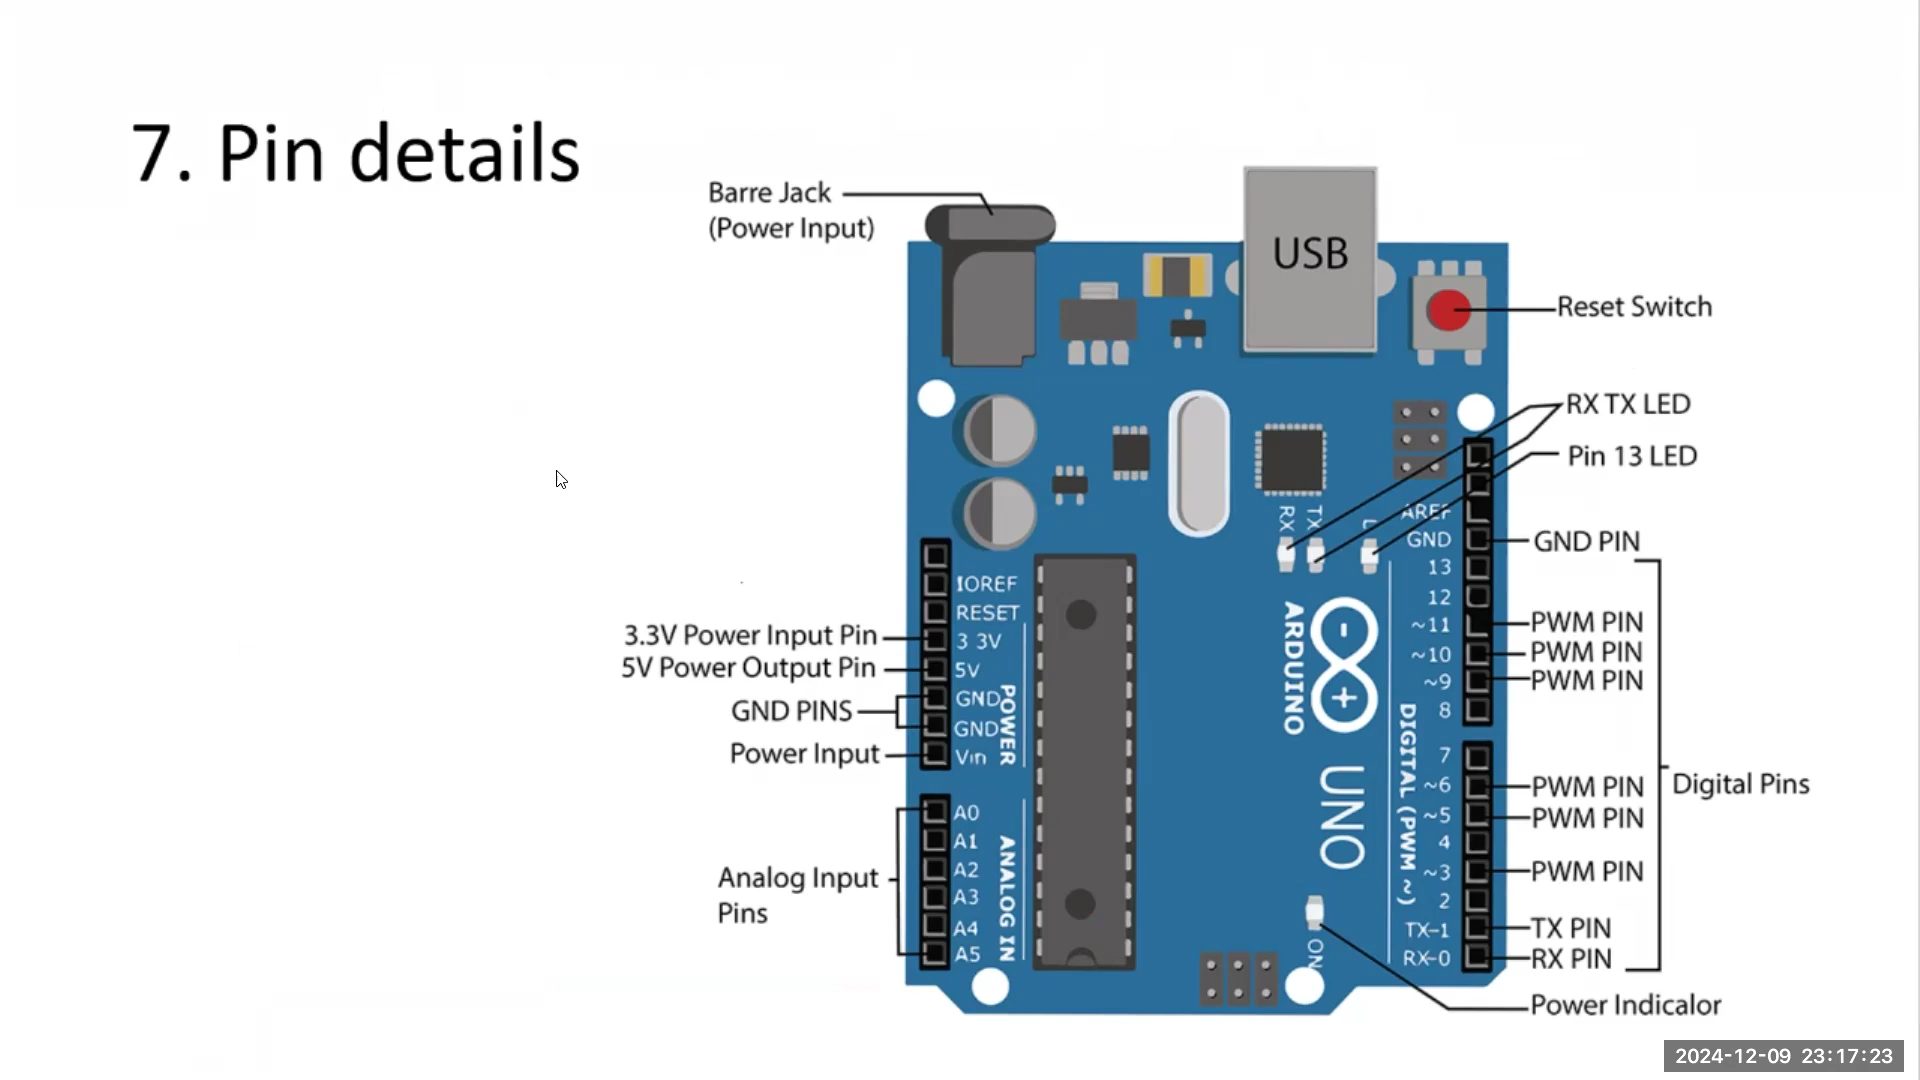 7. Pin details
Barre Jack
(Power Input)
USB
Reset Switch
RX TX LED
Pin 13 LED
RX
TX
L
AREF
GND
GND PIN
13
12
~11
PWM PIN
~10
PWM PIN
~9
PWM PIN
8
7
~6
PWM PIN
~5
PWM PIN
4
~3
PWM PIN
2
TX-1
TX PIN
RX-0
RX PIN
Digital Pins
DIGITAL (PWM ~)
ARDUINO
UNO
ON
Power Indicalor
IOREF
RESET
3.3V Power Input Pin
3 3V
5V Power Output Pin
5V
GND PINS
GND
GND
Power Input
Vin
POWER
Analog Input
Pins
A0
A1
A2
A3
A4
A5
ANALOG IN
2024-12-09 23:17:23